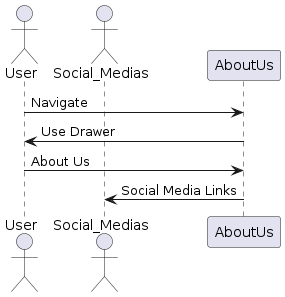 User
Social_Medias
AboutUs
Navigate
Use Drawer
About Us
Social Media Links
User
Social_Medias
AboutUs